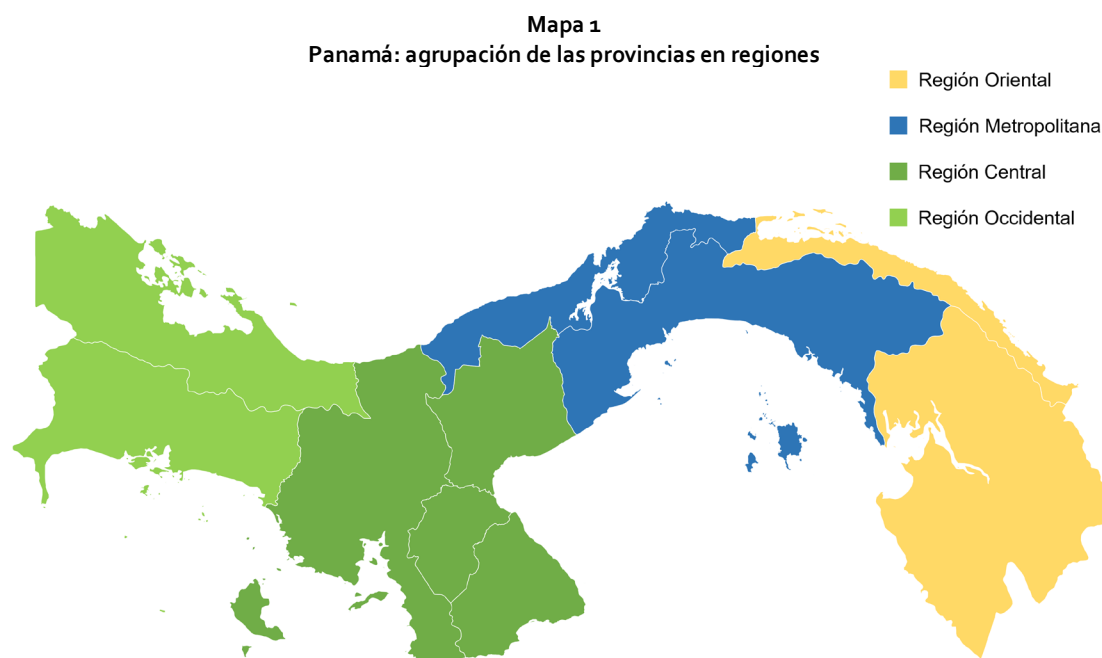 Mapa 1
Panamá: agrupación de las provincias en regiones
Región Oriental
Región Metropolitana
Región Central
Región Occidental